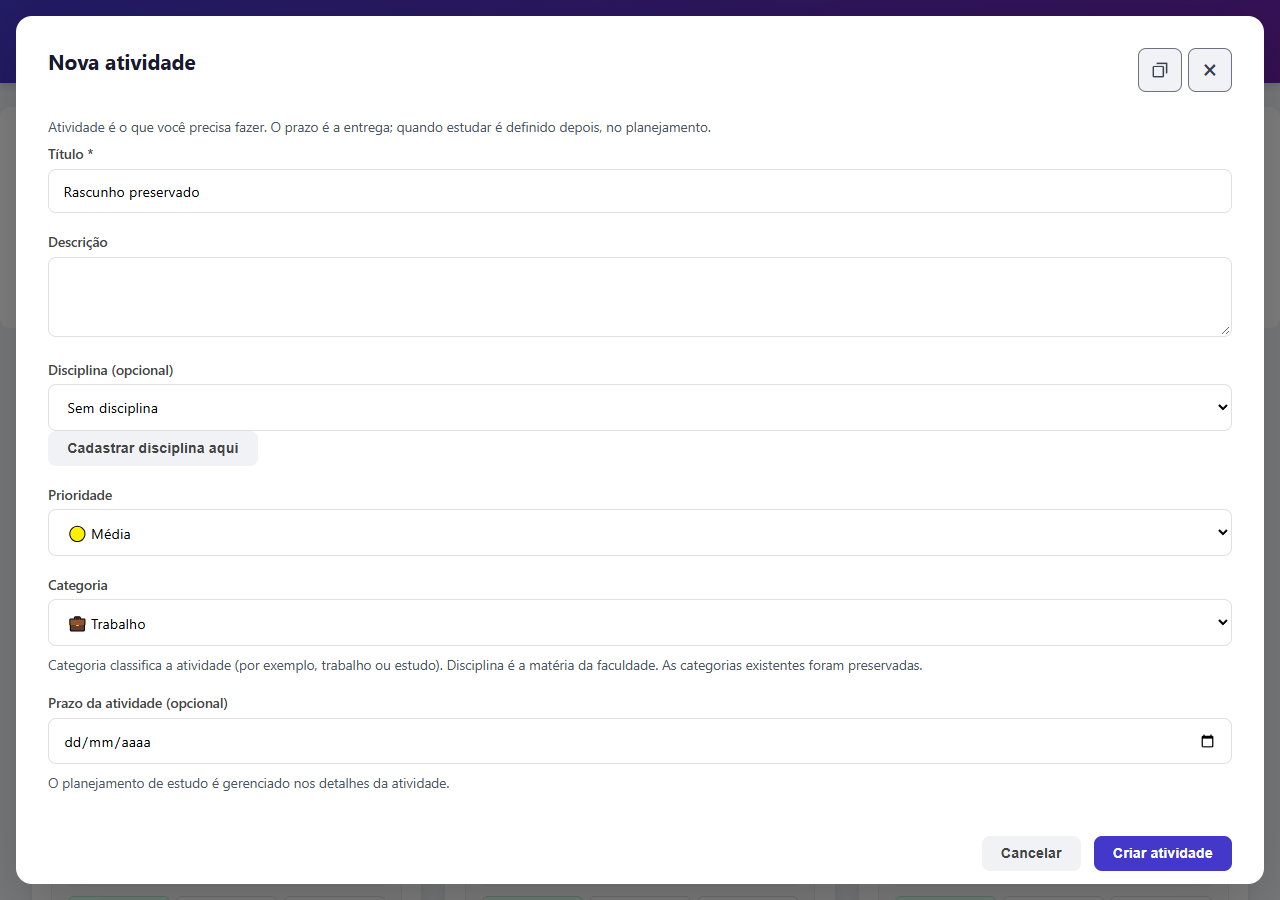 Nova atividade
Atividade é o que você precisa fazer. O prazo é a entrega; quando estudar é definido depois, no planejamento.
Título *
Rascunho preservado
Descrição
Disciplina (opcional)
Sem disciplina
Cadastrar disciplina aqui
Prioridade
Média
Categoria
Trabalho
Categoria classifica a atividade (por exemplo, trabalho ou estudo). Disciplina é a matéria da faculdade. As categorias existentes foram preservadas.
Prazo da atividade (opcional)
dd/mm/aaaa
O planejamento de estudo é gerenciado nos detalhes da atividade.
Cancelar
Criar atividade